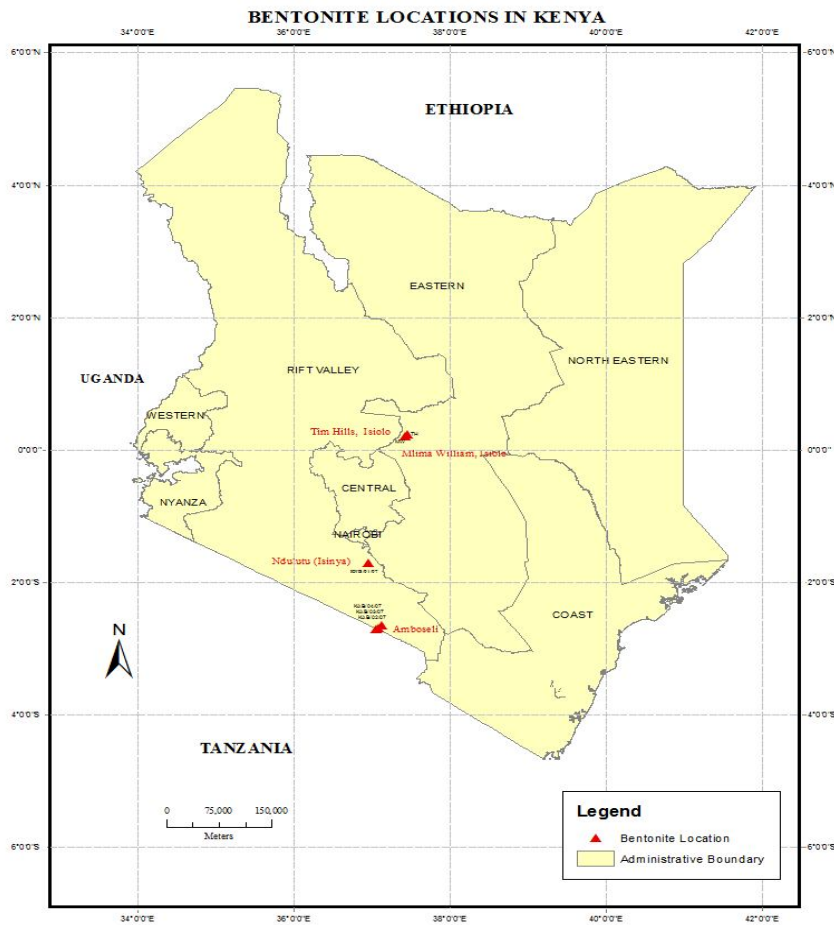 BENTONITE LOCATIONS IN KENYA
34°0'0"E 36°0'0"E 38°0'0"E 40°0'0"E 42°0'0"E
6°0'0"N 6°0'0"N
ETHIOPIA
4°0'0"N 4°0'0"N
EASTERN
2°0'0"N 2°0'0"N
NORTH EASTERN
RIFT VALLEY
UGANDA
WESTERN
Tim Hills, Isiolo
0°0'0" 0°0'0"
Mlima William, Isiolo
CENTRAL
NYANZA
NAIROBI
Ndu'utu (Isinya)
2°0'0"S 2°0'0"S
COAST
Amboseli
N
4°0'0"S 4°0'0"S
TANZANIA
0 75,000 150,000
Meters
Legend
Bentonite Location
Administrative Boundary
6°0'0"S 6°0'0"S
34°0'0"E 36°0'0"E 38°0'0"E 40°0'0"E 42°0'0"E